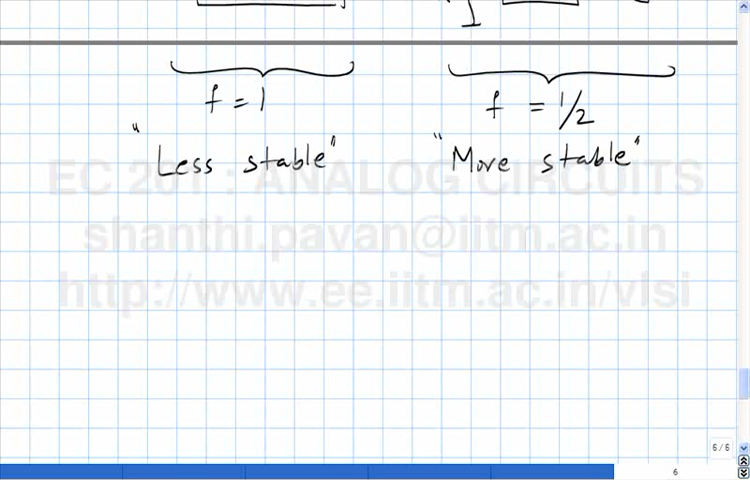 f = 1
f = 1/2
"Less stable"
"More stable"
EC 20 : ANALOG CIRCUITS
shanthi.pavan@iitm.ac.in
http://www.ee.iitm.ac.in/vlsi
6 / 6
6